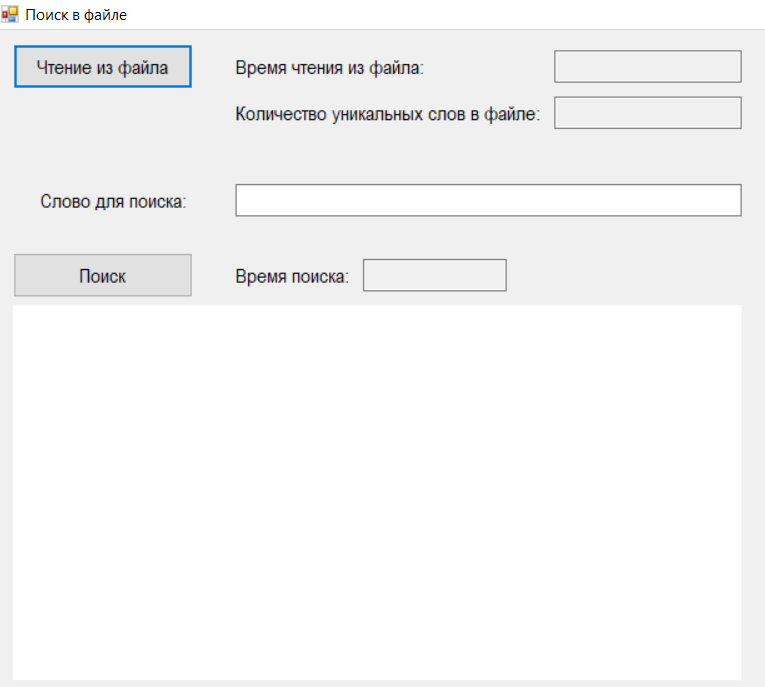 Поиск в файле
Чтение из файла
Время чтения из файла:
Количество уникальных слов в файле:
Слово для поиска:
Поиск
Время поиска: